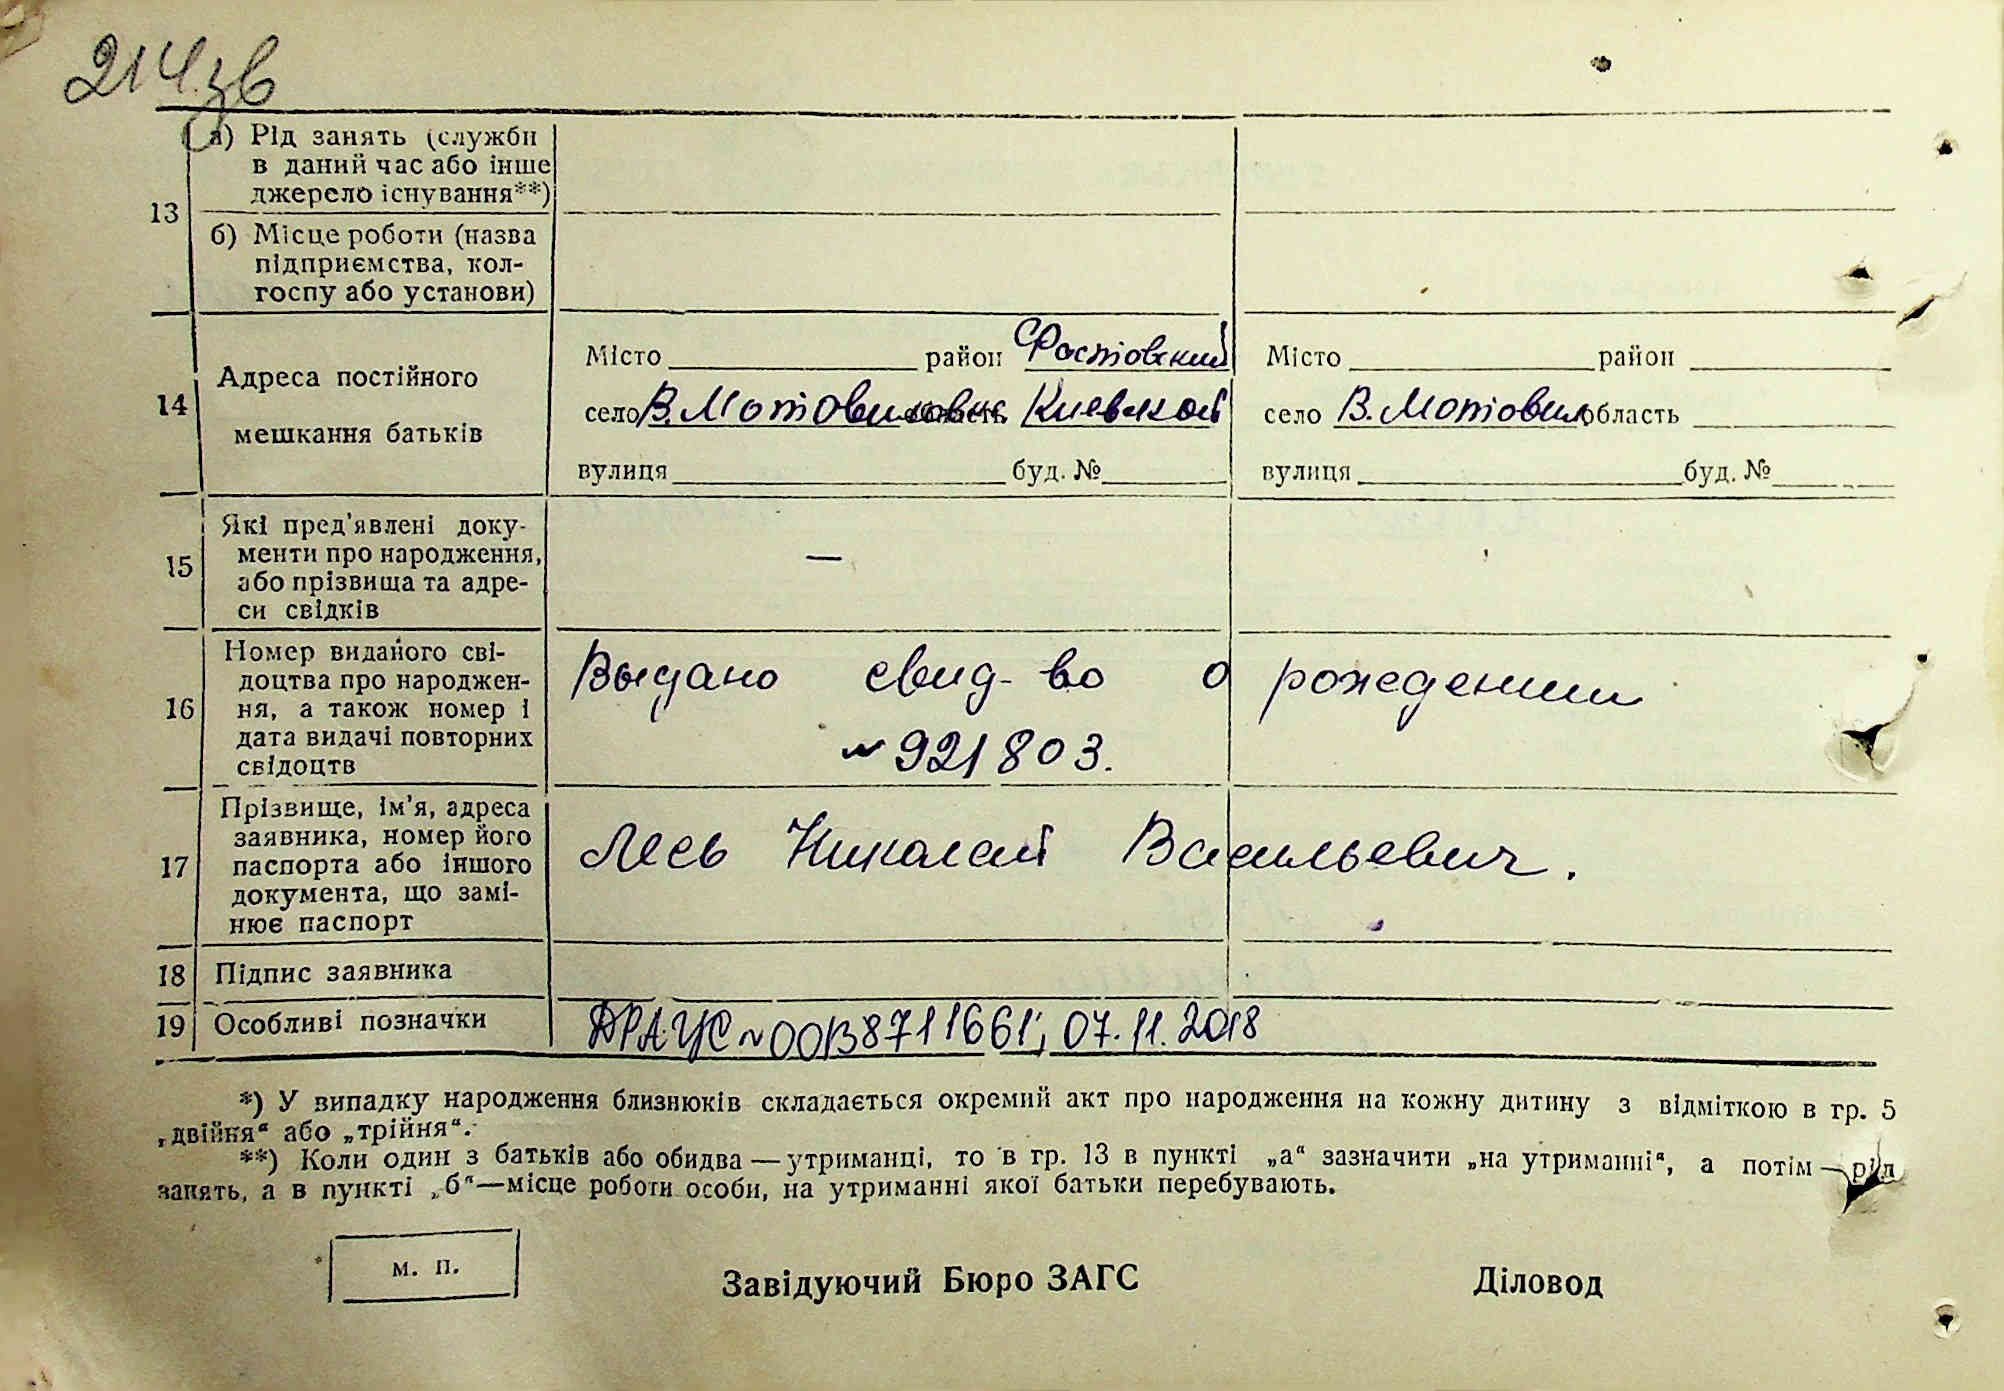 214 зв
13
а) Рід занять (служби
в даний час або інше
джерело існування**)
б) Місце роботи (назва
підприємства, кол-
госпу або установи)
14
Адреса постійного
мешкання батьків
Місто район Фастовский
село В. Мотовиловка область Киевской
вулиця буд. №
Місто район
село В. Мотовил область
вулиця буд. №
15
Які пред'явлені доку-
менти про народження,
або прізвища та адре-
си свідків
—
16
Номер виданого сві-
доцтва про народжен-
ня, а також номер і
дата видачі повторних
свідоцтв
Выдано свид-во о рождении
№ 921803.
17
Прізвище, ім'я, адреса
заявника, номер його
паспорта або іншого
документа, що замі-
нює паспорт
Лесь Николай Васильевич.
18 Підпис заявника
19 Особливі позначки
ДРАЦС №00138711661; 07.11.2018
*) У випадку народження близнюків складається окремий акт про народження на кожну дитину з відміткою в гр. 5
„двійня“ або „трійня“.
**) Коли один з батьків або обидва — утриманці, то в гр. 13 в пункті „а“ зазначити „на утриманні“, а потім — рід
занять, а в пункті „б“ — місце роботи особи, на утриманні якої батьки перебувають.
м. п.
Завідуючий Бюро ЗАГС
Діловод